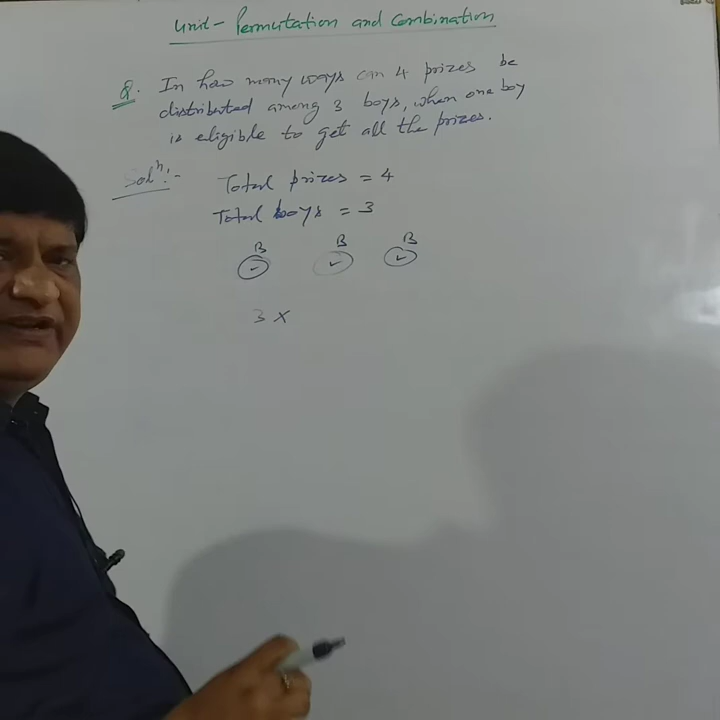 Unit - Permutation and Combination
Q. In how many ways can 4 prizes be
distributed among 3 boys, when one boy
is eligible to get all the prizes.
Solⁿ:- Total prizes = 4
Total boys = 3
B B B
3 x